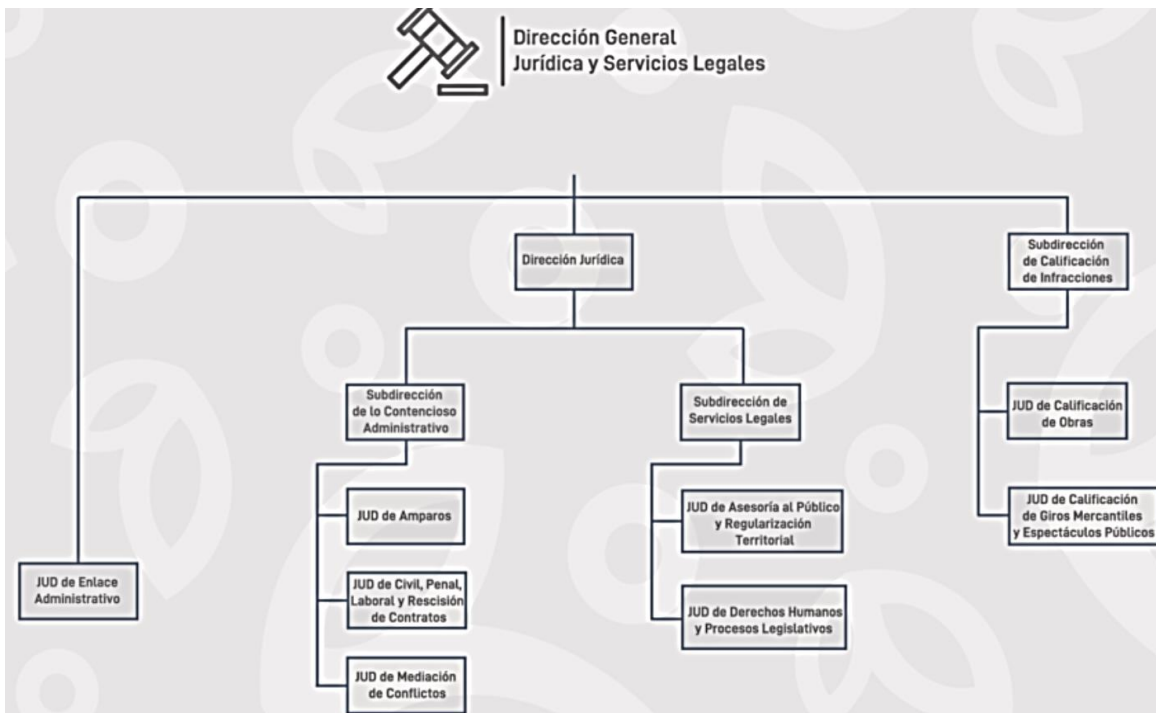 Dirección General
Jurídica y Servicios Legales
Dirección Jurídica
Subdirección
de Calificación
de Infracciones
Subdirección
de lo Contencioso
Administrativo
Subdirección de
Servicios Legales
JUD de Calificación
de Obras
JUD de Amparos
JUD de Asesoría al Público
y Regularización
Territorial
JUD de Calificación
de Giros Mercantiles
y Espectáculos Públicos
JUD de Enlace
Administrativo
JUD de Civil, Penal,
Laboral y Rescisión
de Contratos
JUD de Derechos Humanos
y Procesos Legislativos
JUD de Mediación
de Conflictos